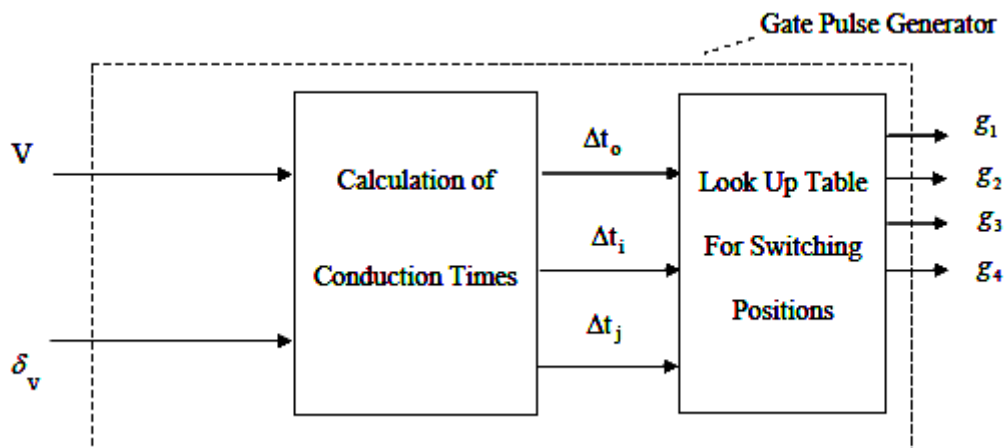 Gate Pulse Generator
V
δv
Calculation of
Conduction Times
Δto
Δti
Δtj
Look Up Table
For Switching
Positions
g1
g2
g3
g4